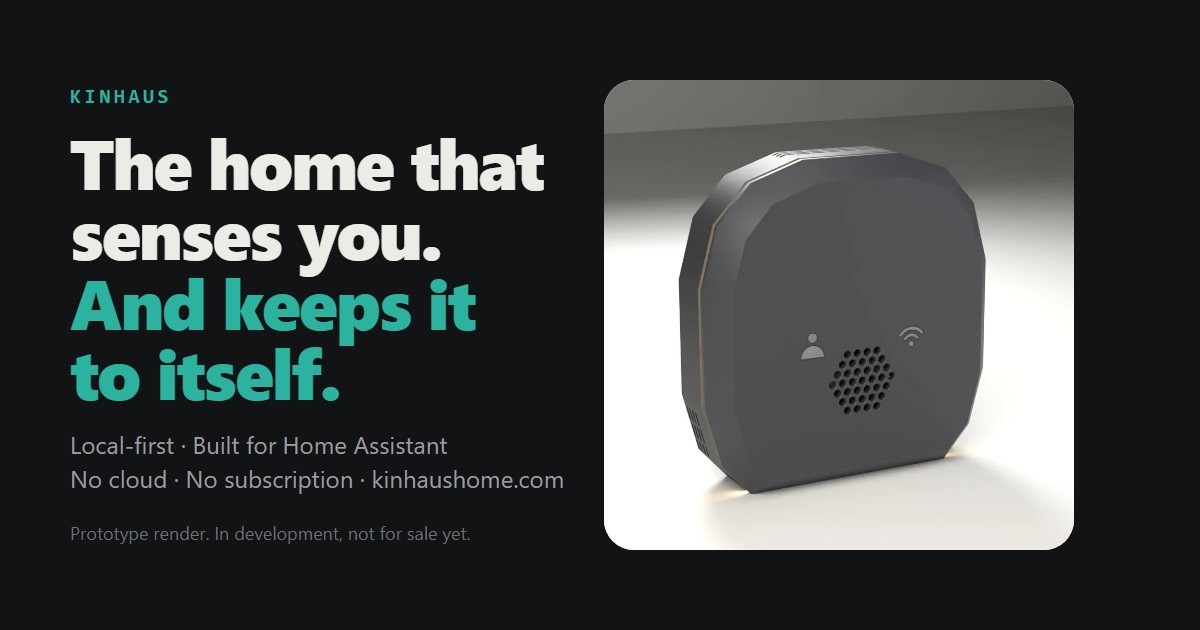 KINHAUS
The home that
senses you.
And keeps it
to itself.
Local-first · Built for Home Assistant
No cloud · No subscription · kinhaushome.com
Prototype render. In development, not for sale yet.